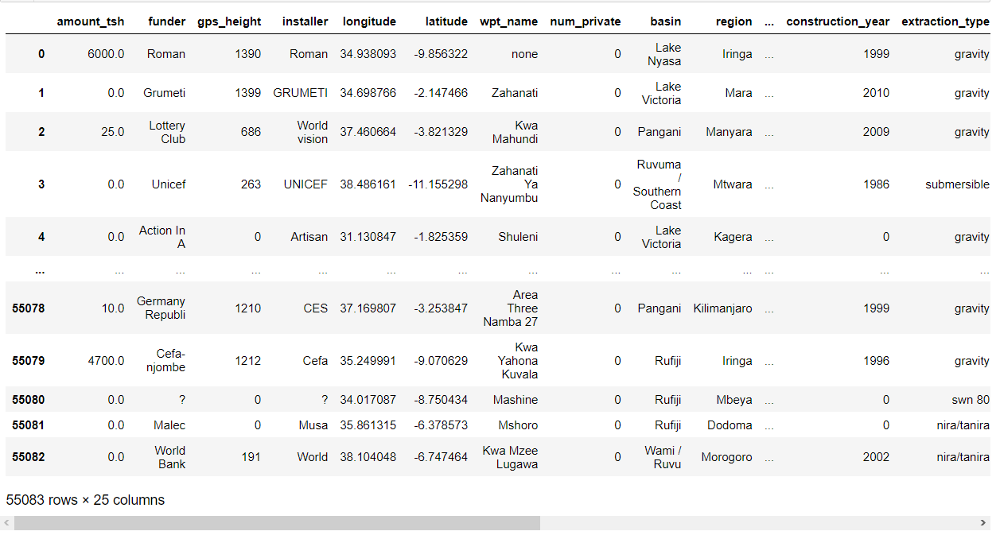 amount_tsh funder gps_height installer longitude latitude wpt_name num_private basin region ... construction_year extraction_type
0 6000.0 Roman 1390 Roman 34.938093 -9.856322 none 0 Lake Nyasa Iringa ... 1999 gravity
1 0.0 Grumeti 1399 GRUMETI 34.698766 -2.147466 Zahanati 0 Lake Victoria Mara ... 2010 gravity
2 25.0 Lottery Club 686 World vision 37.460664 -3.821329 Kwa Mahundi 0 Pangani Manyara ... 2009 gravity
3 0.0 Unicef 263 UNICEF 38.486161 -11.155298 Zahanati Ya Nanyumbu 0 Ruvuma / Southern Coast Mtwara ... 1986 submersible
4 0.0 Action In A 0 Artisan 31.130847 -1.825359 Shuleni 0 Lake Victoria Kagera ... 0 gravity
... ... ... ... ... ... ... ... ... ... ... ... ... ...
55078 10.0 Germany Republi 1210 CES 37.169807 -3.253847 Area Three Namba 27 0 Pangani Kilimanjaro ... 1999 gravity
55079 4700.0 Cefa-njombe 1212 Cefa 35.249991 -9.070629 Kwa Yahona Kuvala 0 Rufiji Iringa ... 1996 gravity
55080 0.0 ? 0 ? 34.017087 -8.750434 Mashine 0 Rufiji Mbeya ... 0 swn 80
55081 0.0 Malec 0 Musa 35.861315 -6.378573 Mshoro 0 Rufiji Dodoma ... 0 nira/tanira
55082 0.0 World Bank 191 World 38.104048 -6.747464 Kwa Mzee Lugawa 0 Wami / Ruvu Morogoro ... 2002 nira/tanira
55083 rows × 25 columns